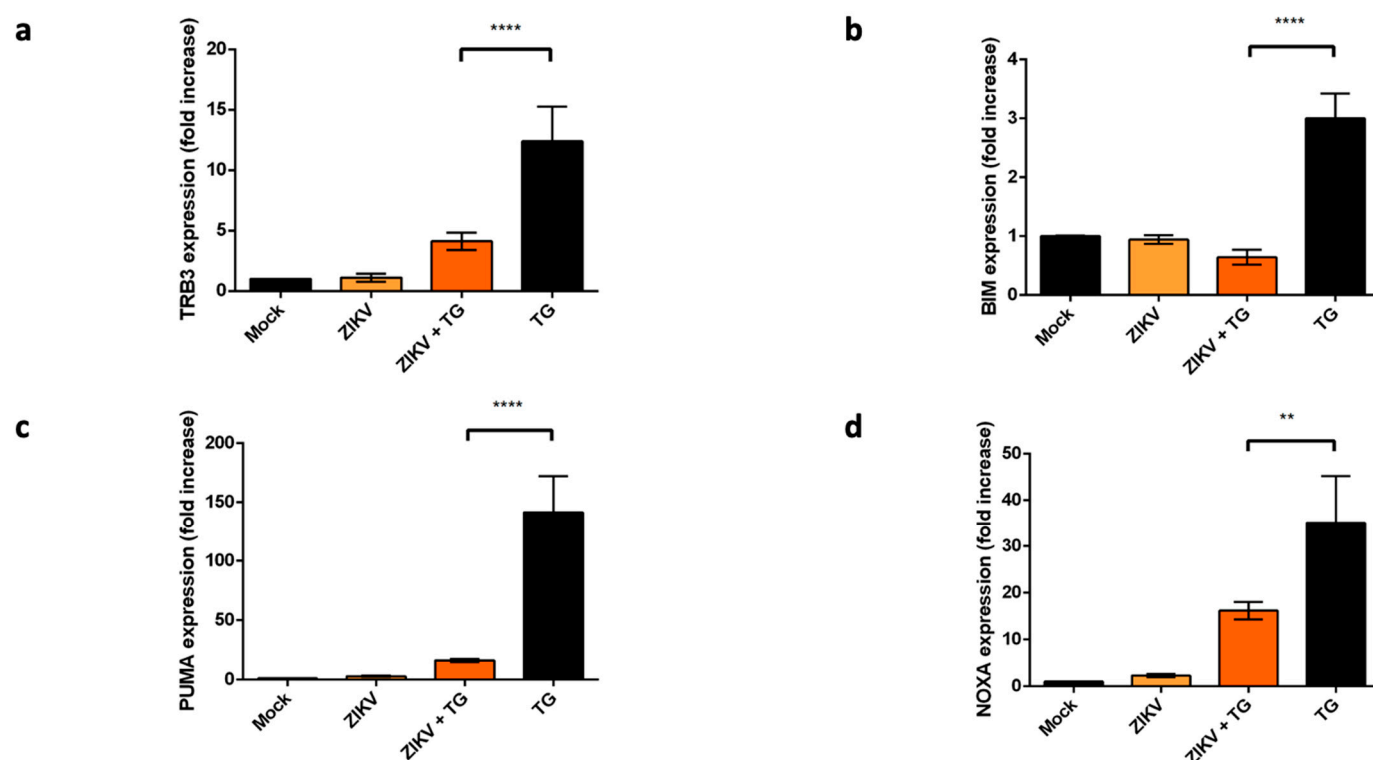 a
****
TRB3 expression (fold increase)
20
15
10
5
0
Mock
ZIKV
ZIKV + TG
TG
b
****
BIM expression (fold increase)
4
3
2
1
0
Mock
ZIKV
ZIKV + TG
TG
c
****
PUMA expression (fold increase)
200
150
100
50
0
Mock
ZIKV
ZIKV + TG
TG
d
**
NOXA expression (fold increase)
50
40
30
20
10
0
Mock
ZIKV
ZIKV + TG
TG